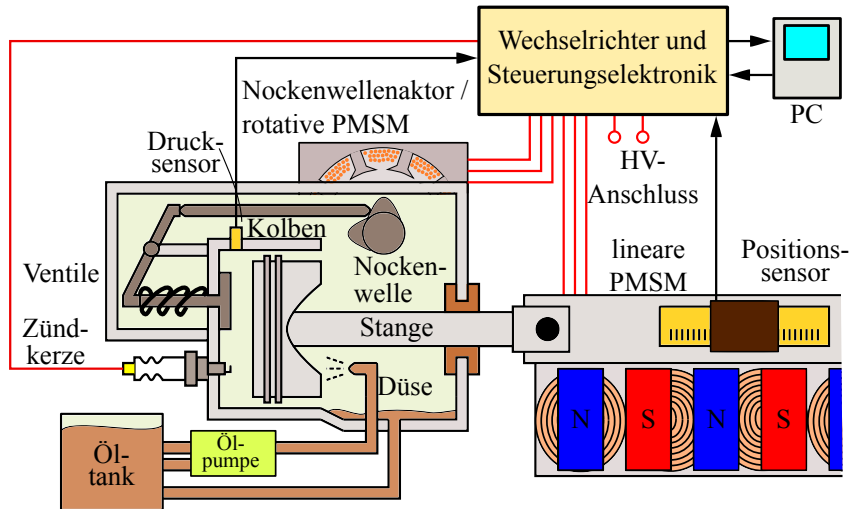 Wechselrichter und
Steuerungselektronik
PC
Nockenwellenaktor /
rotative PMSM
Druck-
sensor
HV-
Anschluss
Kolben
Ventile
Nocken-
welle
lineare
PMSM
Positions-
sensor
Stange
Zünd-
kerze
Düse
N
S
N
S
Öl-
tank
Öl-
pumpe